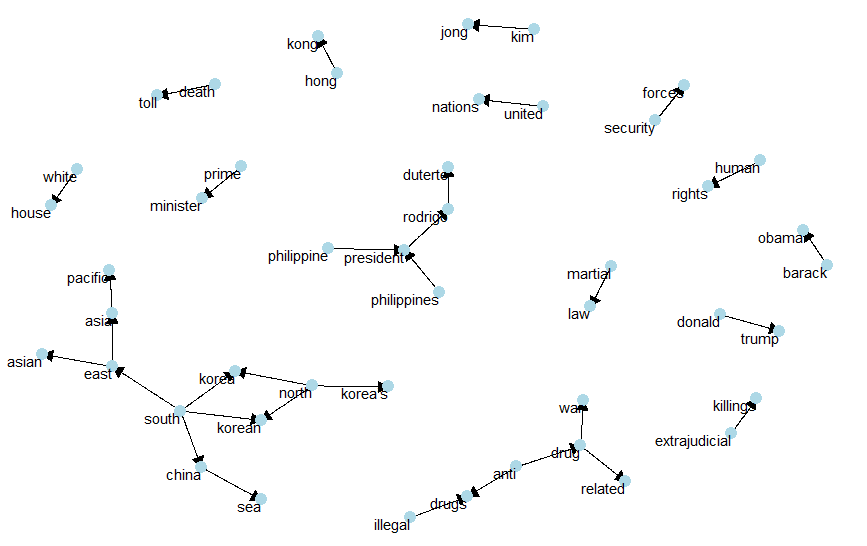 jong
kim
kong
hong
death
toll
nations
united
forces
security
white
house
prime
minister
duterte
rodrigo
philippine
president
philippines
human
rights
obama
barack
martial
law
donald
trump
pacific
asia
asian
east
korea
north
korea's
south
korean
china
sea
war
drug
anti
related
drugs
illegal
killings
extrajudicial